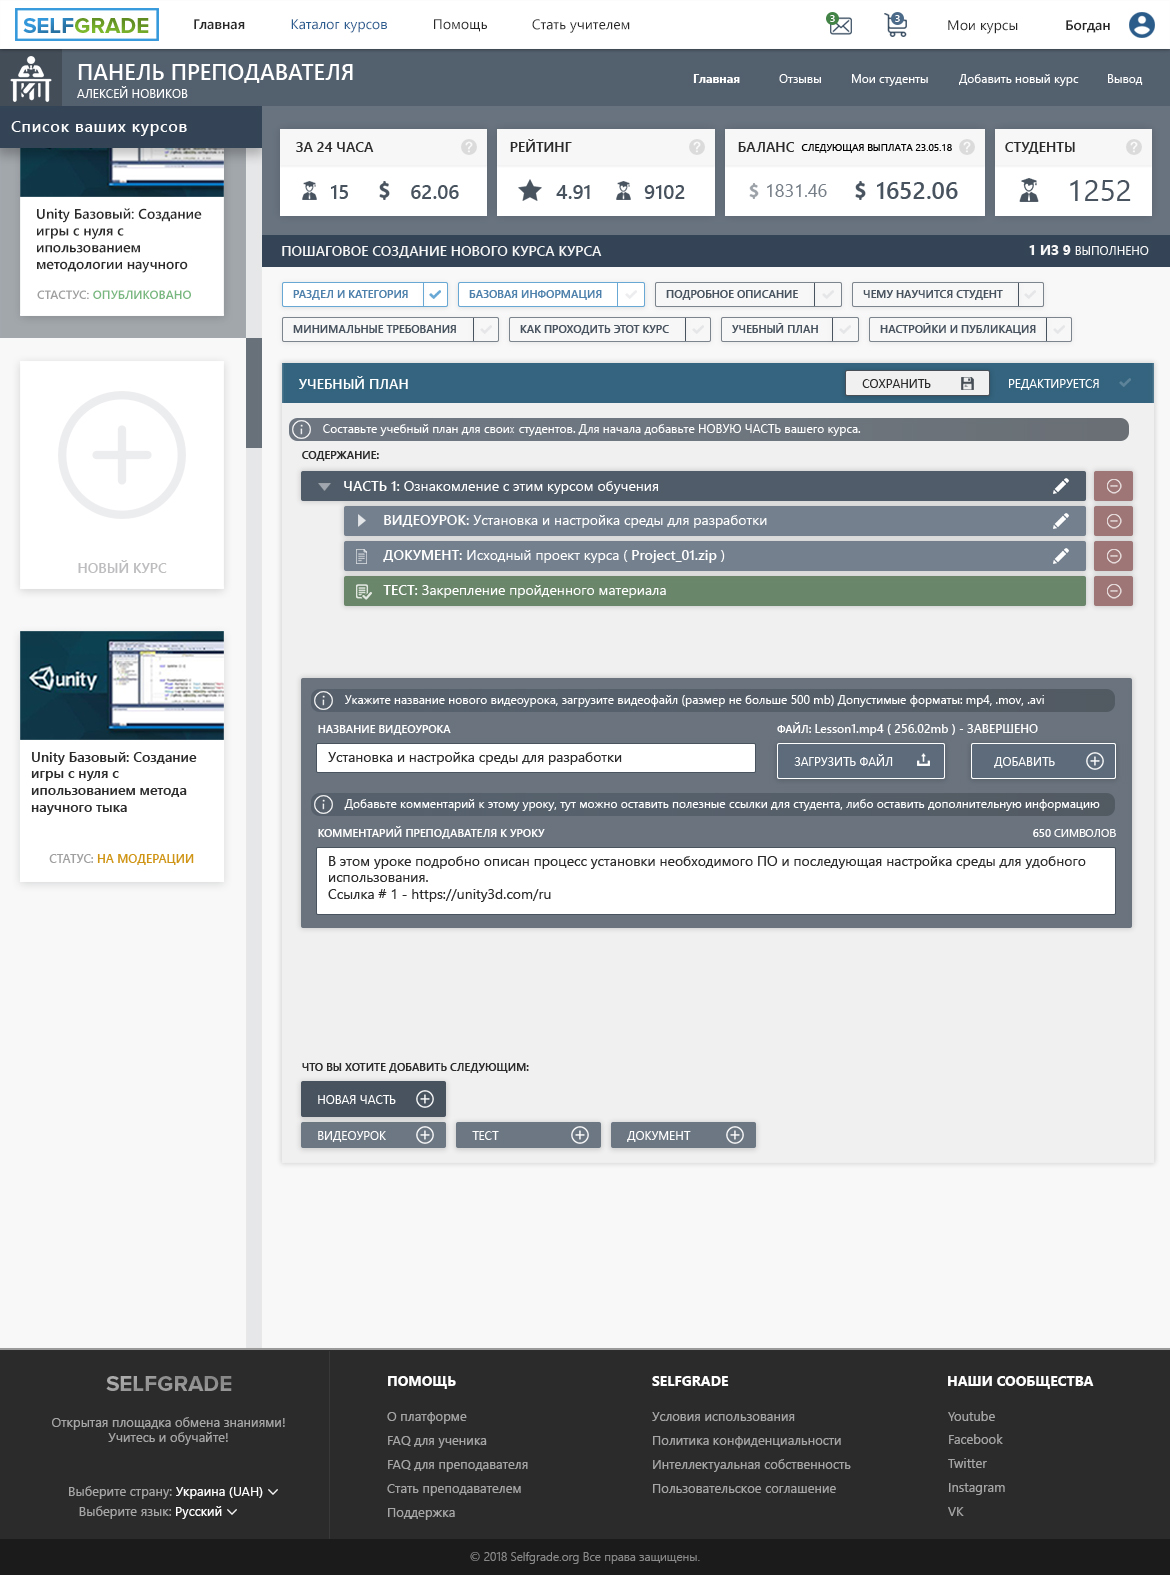 SELFGRADE
Главная
Каталог курсов
Помощь
Стать учителем
3
3
Мои курсы
Богдан
ПАНЕЛЬ ПРЕПОДАВАТЕЛЯ
АЛЕКСЕЙ НОВИКОВ
Главная
Отзывы
Мои студенты
Добавить новый курс
Вывод
Список ваших курсов
Unity Базовый: Создание
игры с нуля с
ипользованием
методологии научного
СТАСТУС: ОПУБЛИКОВАНО
НОВЫЙ КУРС
unity
Unity Базовый: Создание
игры с нуля с
ипользованием метода
научного тыка
СТАТУС: НА МОДЕРАЦИИ
ЗА 24 ЧАСА
?
15
$
62.06
РЕЙТИНГ
?
4.91
9102
БАЛАНС СЛЕДУЮЩАЯ ВЫПЛАТА 23.05.18
?
$ 1831.46
$ 1652.06
СТУДЕНТЫ
?
1252
ПОШАГОВОЕ СОЗДАНИЕ НОВОГО КУРСА КУРСА
1 ИЗ 9 ВЫПОЛНЕНО
РАЗДЕЛ И КАТЕГОРИЯ
БАЗОВАЯ ИНФОРМАЦИЯ
ПОДРОБНОЕ ОПИСАНИЕ
ЧЕМУ НАУЧИТСЯ СТУДЕНТ
МИНИМАЛЬНЫЕ ТРЕБОВАНИЯ
КАК ПРОХОДИТЬ ЭТОТ КУРС
УЧЕБНЫЙ ПЛАН
НАСТРОЙКИ И ПУБЛИКАЦИЯ
УЧЕБНЫЙ ПЛАН
СОХРАНИТЬ
РЕДАКТИРУЕТСЯ
Составьте учебный план для своих студентов. Для начала добавьте НОВУЮ ЧАСТЬ вашего курса.
СОДЕРЖАНИЕ:
ЧАСТЬ 1: Ознакомление с этим курсом обучения
ВИДЕОУРОК: Установка и настройка среды для разработки
ДОКУМЕНТ: Исходный проект курса ( Project_01.zip )
ТЕСТ: Закрепление пройденного материала
Укажите название нового видеоурока, загрузите видеофайл (размер не больше 500 mb) Допустимые форматы: mp4, .mov, .avi
НАЗВАНИЕ ВИДЕОУРОКА
ФАЙЛ: Lesson1.mp4 ( 256.02mb ) - ЗАВЕРШЕНО
Установка и настройка среды для разработки
ЗАГРУЗИТЬ ФАЙЛ
ДОБАВИТЬ
Добавьте комментарий к этому уроку, тут можно оставить полезные ссылки для студента, либо оставить дополнительную информацию
КОММЕНТАРИЙ ПРЕПОДАВАТЕЛЯ К УРОКУ
650 СИМВОЛОВ
В этом уроке подробно описан процесс установки необходимого ПО и последующая настройка среды для удобного
использования.
Ссылка # 1 - https://unity3d.com/ru
ЧТО ВЫ ХОТИТЕ ДОБАВИТЬ СЛЕДУЮЩИМ:
НОВАЯ ЧАСТЬ
ВИДЕОУРОК
ТЕСТ
ДОКУМЕНТ
SELFGRADE
Открытая площадка обмена знаниями!
Учитесь и обучайте!
Выберите страну: Украина (UAH)
Выберите язык: Русский
ПОМОЩЬ
О платформе
FAQ для ученика
FAQ для преподавателя
Стать преподавателем
Поддержка
SELFGRADE
Условия использования
Политика конфиденциальности
Интеллектуальная собственность
Пользовательское соглашение
НАШИ СООБЩЕСТВА
Youtube
Facebook
Twitter
Instagram
VK
© 2018 Selfgrade.org Все права защищены.